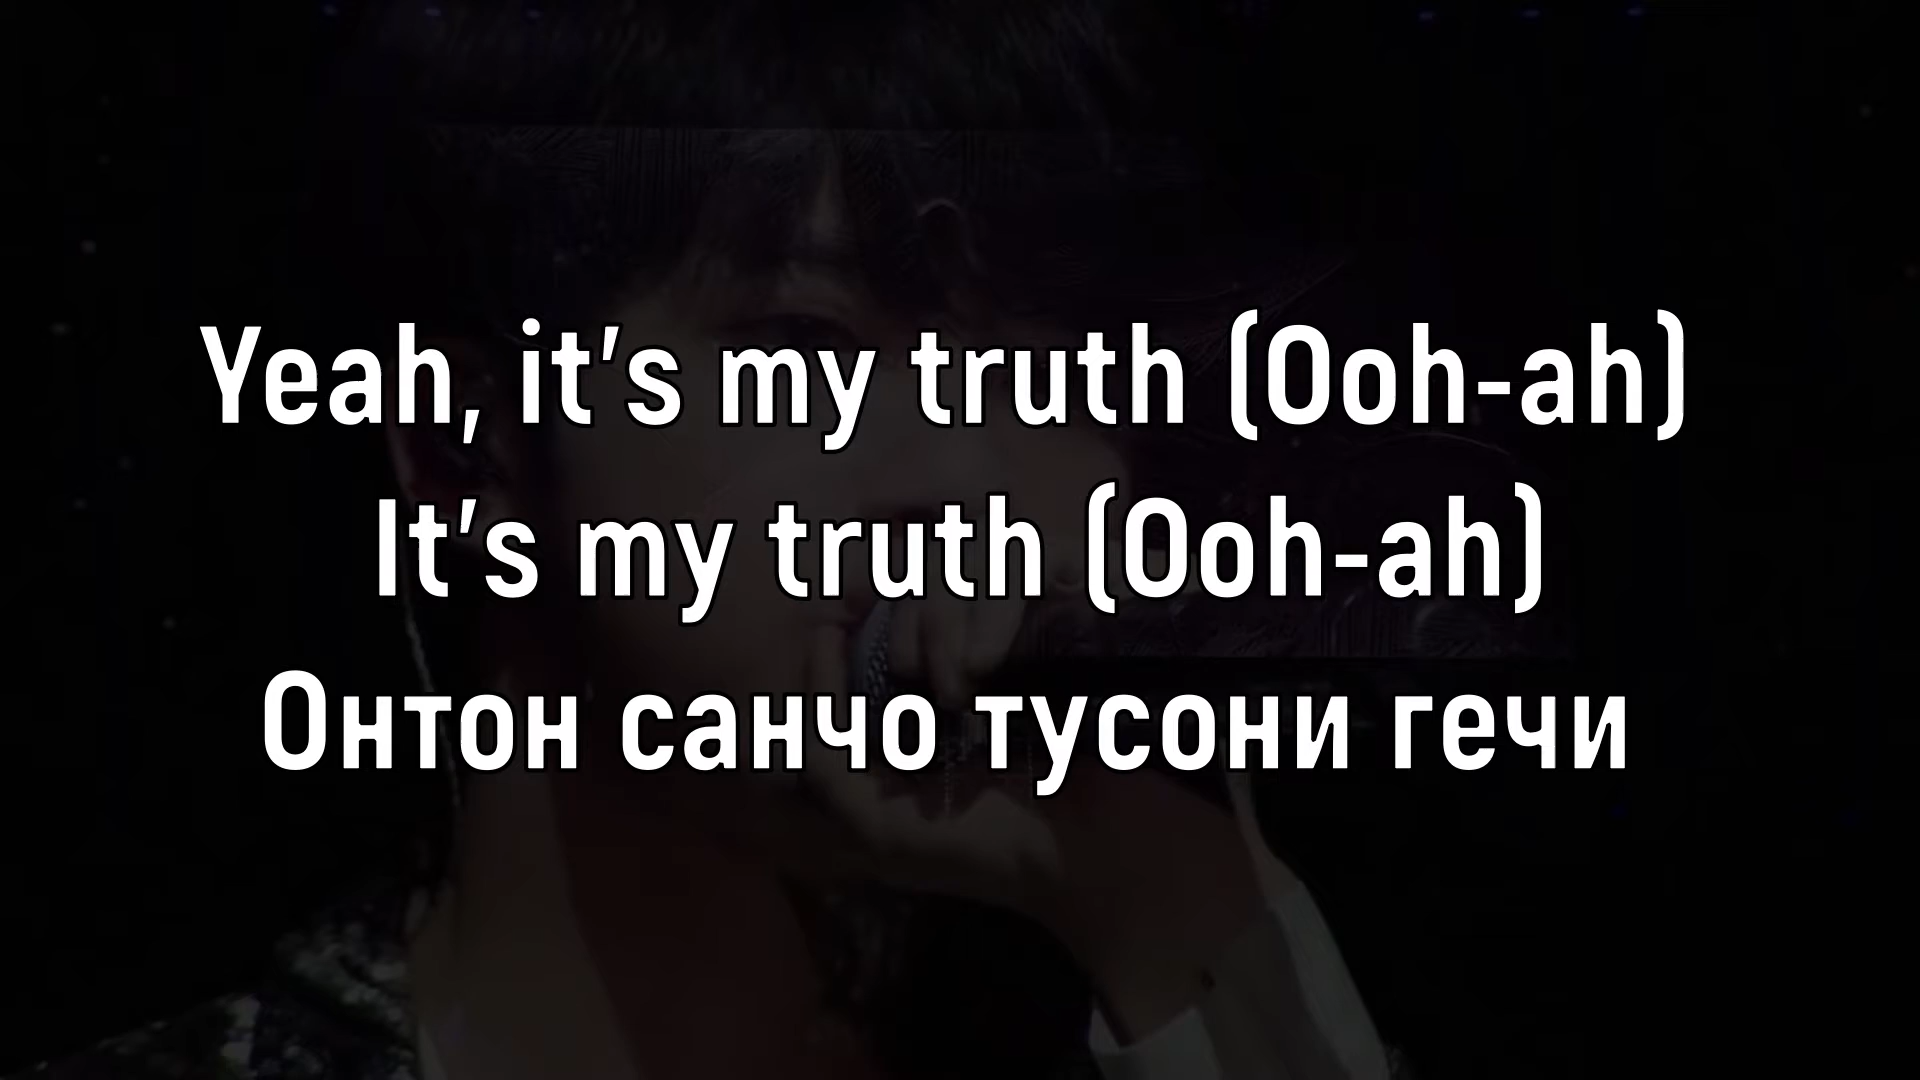 Yeah, it's my truth (Ooh-ah)
It's my truth (Ooh-ah)
Онтон санчо тусони гечи